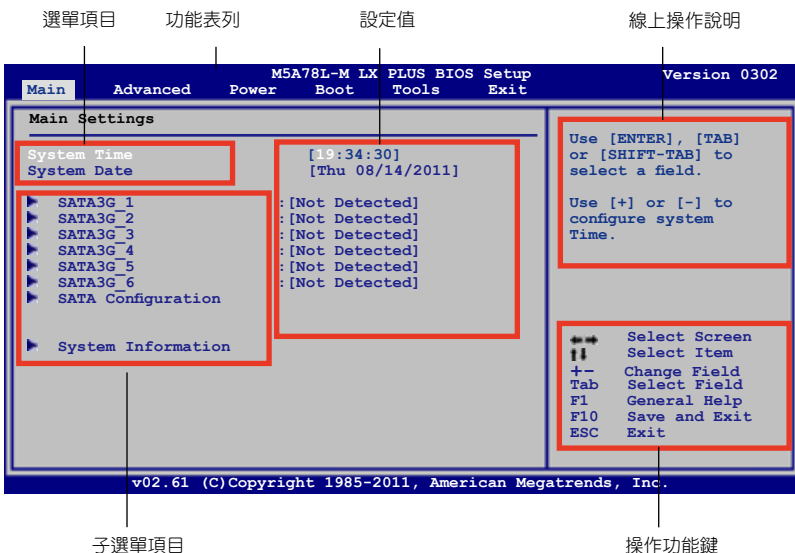 選單項目 功能表列 設定值 線上操作說明
M5A78L-M LX PLUS BIOS Setup Version 0302
Main Advanced Power Boot Tools Exit
Main Settings
System Time [19:34:30]
System Date [Thu 08/14/2011]
SATA3G_1 :[Not Detected]
SATA3G_2 :[Not Detected]
SATA3G_3 :[Not Detected]
SATA3G_4 :[Not Detected]
SATA3G_5 :[Not Detected]
SATA3G_6 :[Not Detected]
SATA Configuration
System Information
Use [ENTER], [TAB]
or [SHIFT-TAB] to
select a field.
Use [+] or [-] to
configure system
Time.
←→ Select Screen
↑↓ Select Item
+- Change Field
Tab Select Field
F1 General Help
F10 Save and Exit
ESC Exit
v02.61 (C)Copyright 1985-2011, American Megatrends, Inc.
子選單項目 操作功能鍵